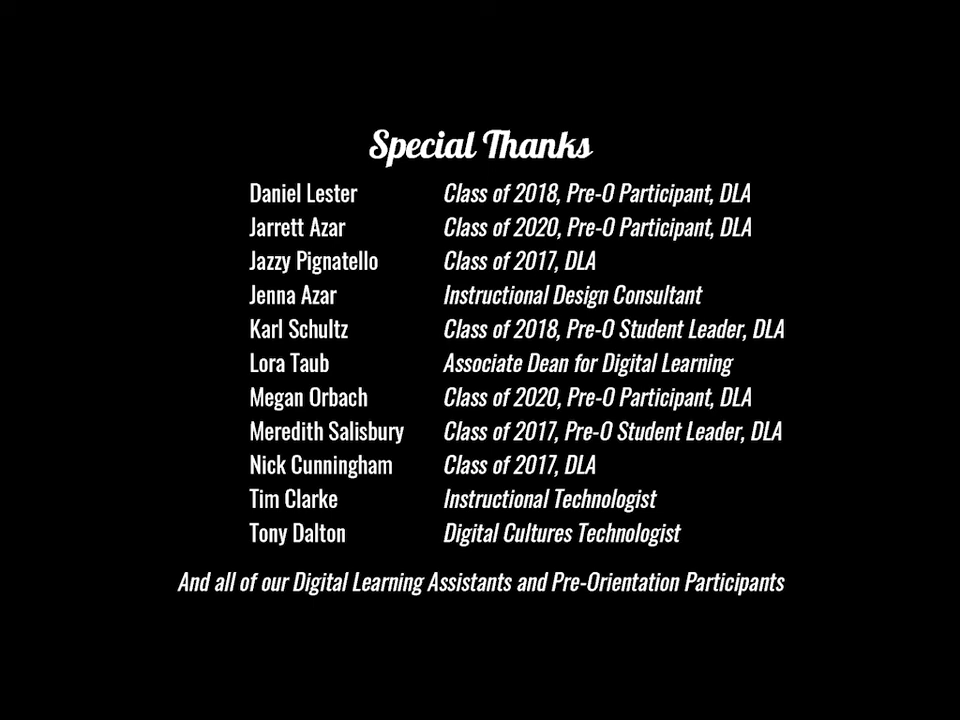 Special Thanks
Daniel Lester Class of 2018, Pre-O Participant, DLA
Jarrett Azar Class of 2020, Pre-O Participant, DLA
Jazzy Pignatello Class of 2017, DLA
Jenna Azar Instructional Design Consultant
Karl Schultz Class of 2018, Pre-O Student Leader, DLA
Lora Taub Associate Dean for Digital Learning
Megan Orbach Class of 2020, Pre-O Participant, DLA
Meredith Salisbury Class of 2017, Pre-O Student Leader, DLA
Nick Cunningham Class of 2017, DLA
Tim Clarke Instructional Technologist
Tony Dalton Digital Cultures Technologist
And all of our Digital Learning Assistants and Pre-Orientation Participants